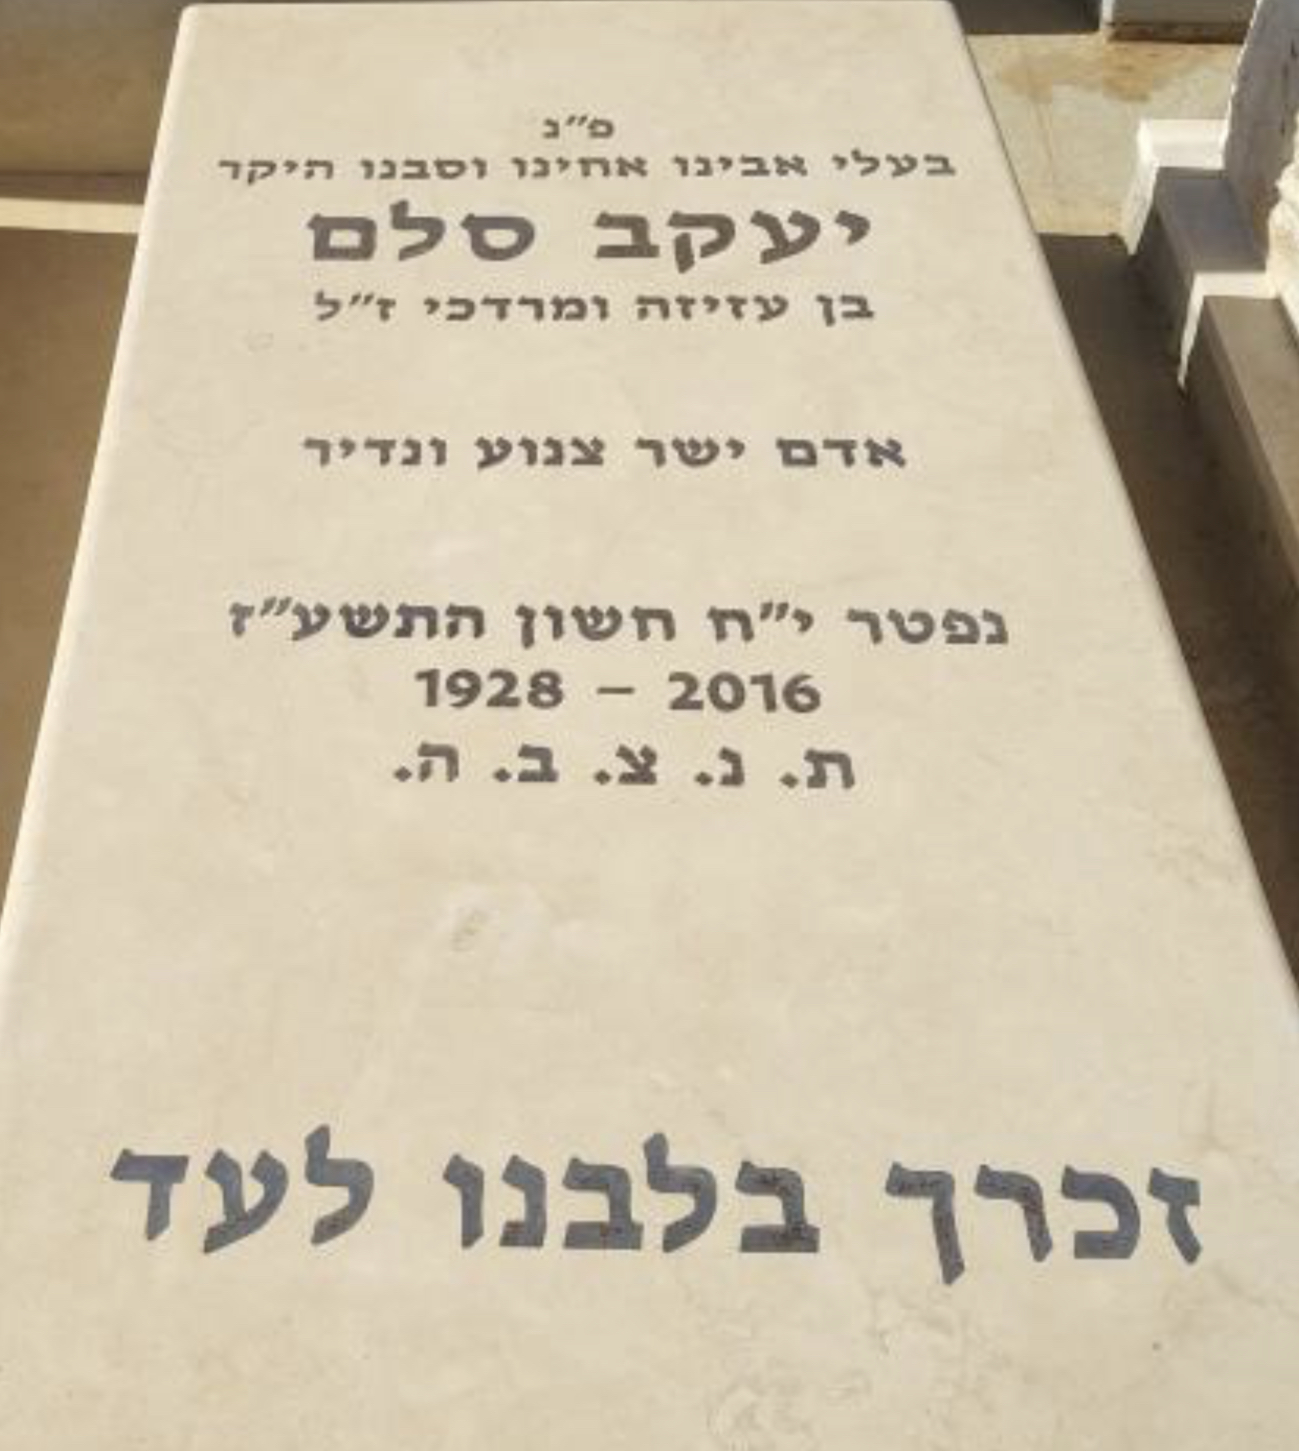 פ"נ
בעלי אבינו אחינו וסבנו היקר
יעקב סלם
בן עזיזה ומרדכי ז"ל
אדם ישר צנוע ונדיר
נפטר י"ח חשון התשע"ז
1928 – 2016
ת. נ. צ. ב. ה.
זכרך בלבנו לעד